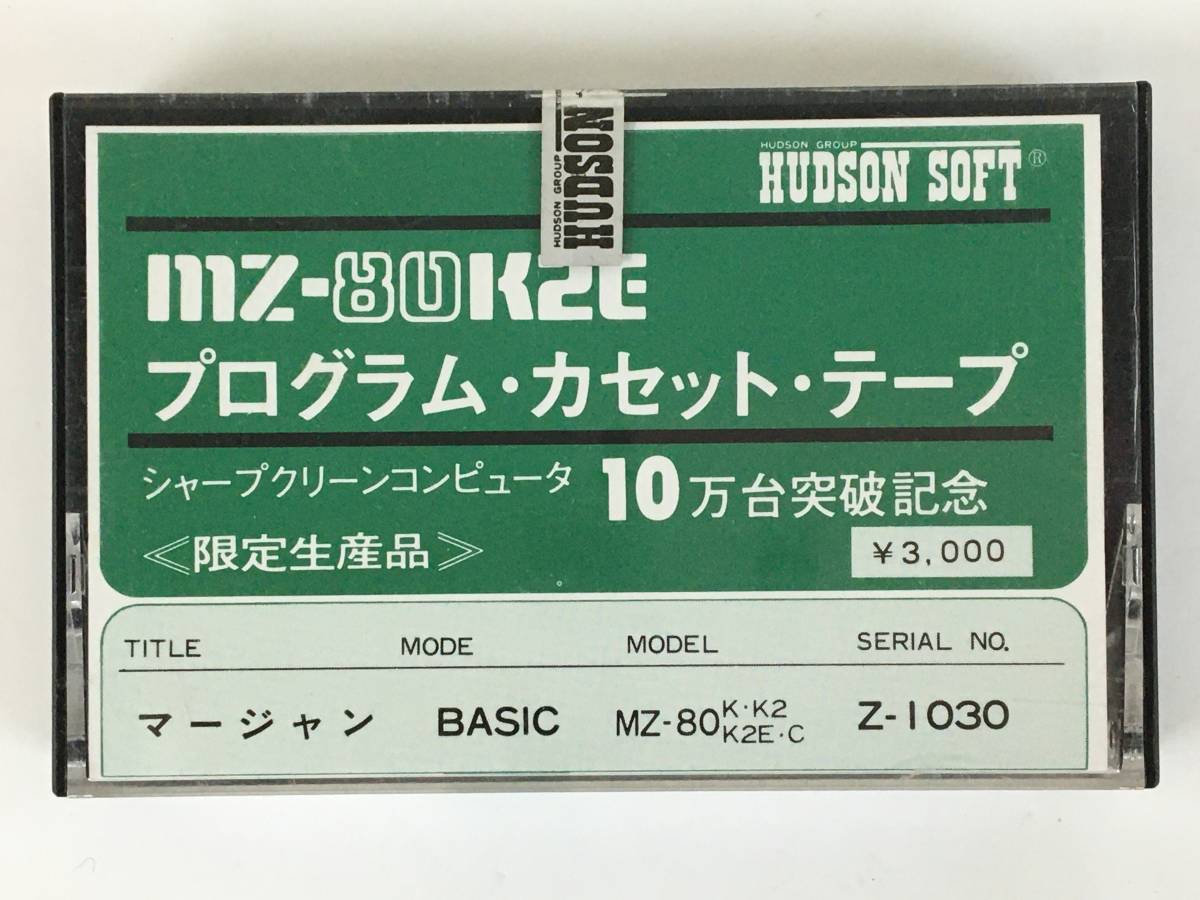 HUDSON GROUP
HUDSON SOFT®
HUDSON GROUP
HUDSON
MZ-80K2E
プログラム・カセット・テープ
シャープクリーンコンピュータ 10万台突破記念
≪限定生産品≫
¥3,000
TITLE MODE MODEL SERIAL NO.
マージャン BASIC MZ-80 K・K2 K2E・C Z-1030